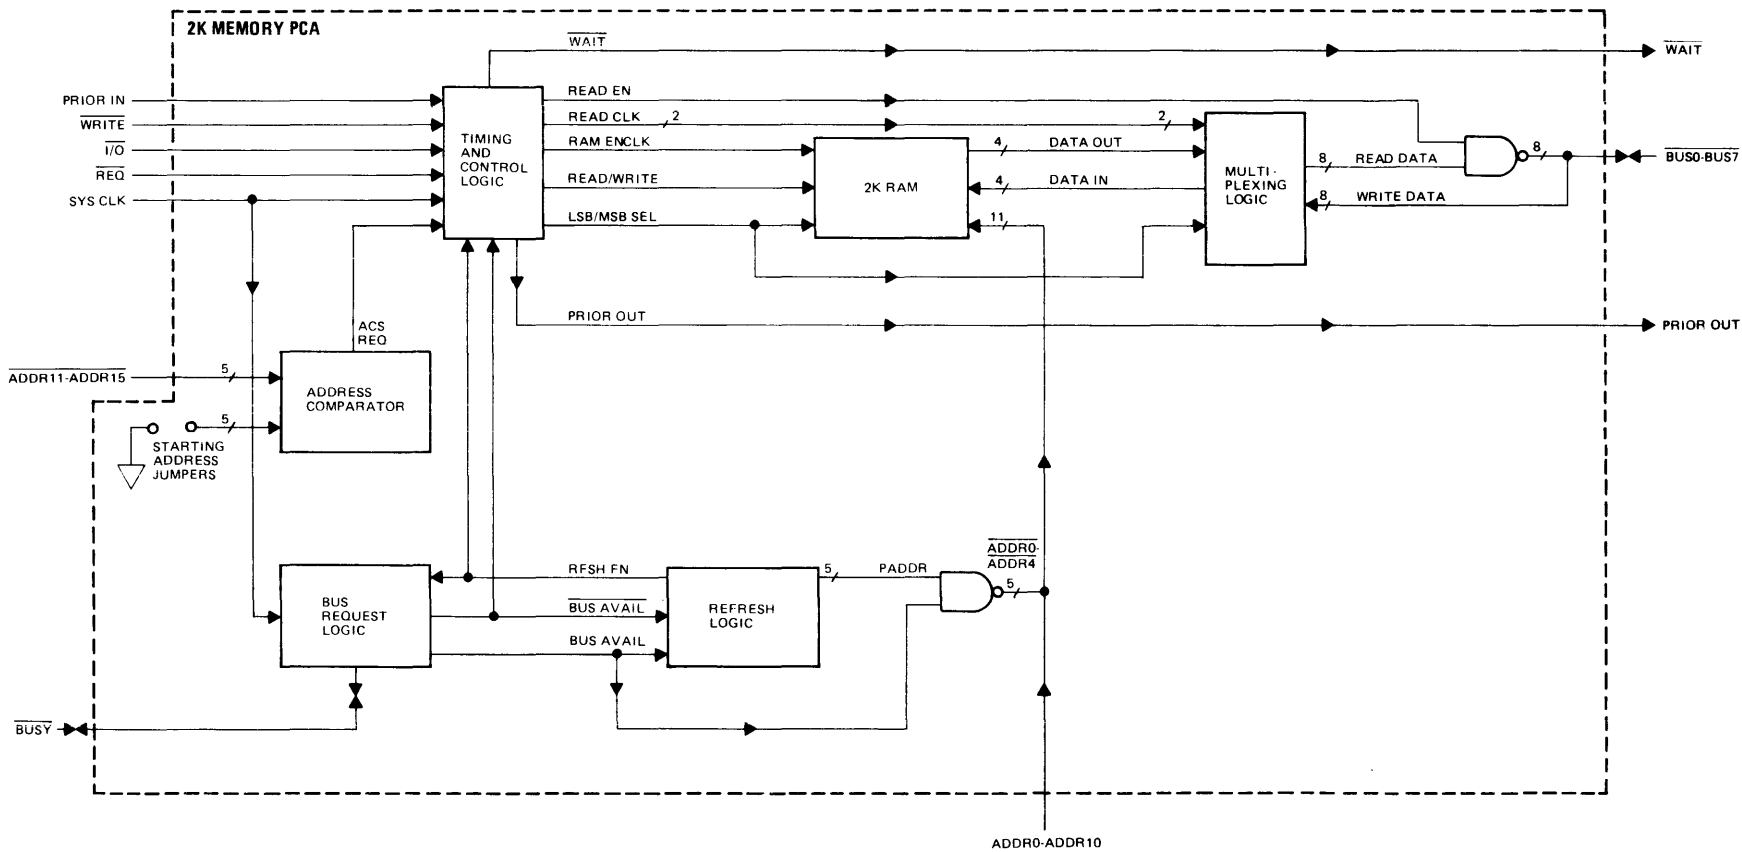 2K MEMORY PCA
WAIT
WAIT
PRIOR IN
WRITE
I/O
REQ
SYS CLK
TIMING
AND
CONTROL
LOGIC
READ EN
READ CLK
2
2
RAM ENCLK
READ/WRITE
LSB/MSB SEL
2K RAM
4
DATA OUT
4
DATA IN
11
MULTI-
PLEXING
LOGIC
8
READ DATA
8
WRITE DATA
8
BUS0-BUS7
PRIOR OUT
PRIOR OUT
ACS
REQ
ADDR11-ADDR15
5
ADDRESS
COMPARATOR
5
STARTING
ADDRESS
JUMPERS
BUS
REQUEST
LOGIC
RFSH FN
BUS AVAIL
BUS AVAIL
REFRESH
LOGIC
5
PADDR
ADDR0-
ADDR4
5
BUSY
ADDR0-ADDR10